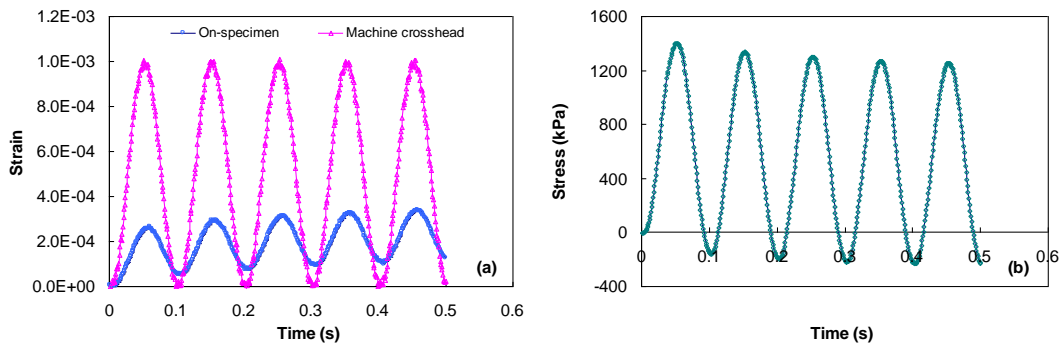 1.2E-03
On-specimen
Machine crosshead
1.0E-03
8.0E-04
6.0E-04
4.0E-04
2.0E-04
0.0E+00
Strain
0.0 0.1 0.2 0.3 0.4 0.5 0.6
Time (s)
(a)
1600
1200
800
400
0
-400
Stress (kPa)
0.0 0.1 0.2 0.3 0.4 0.5 0.6
Time (s)
(b)